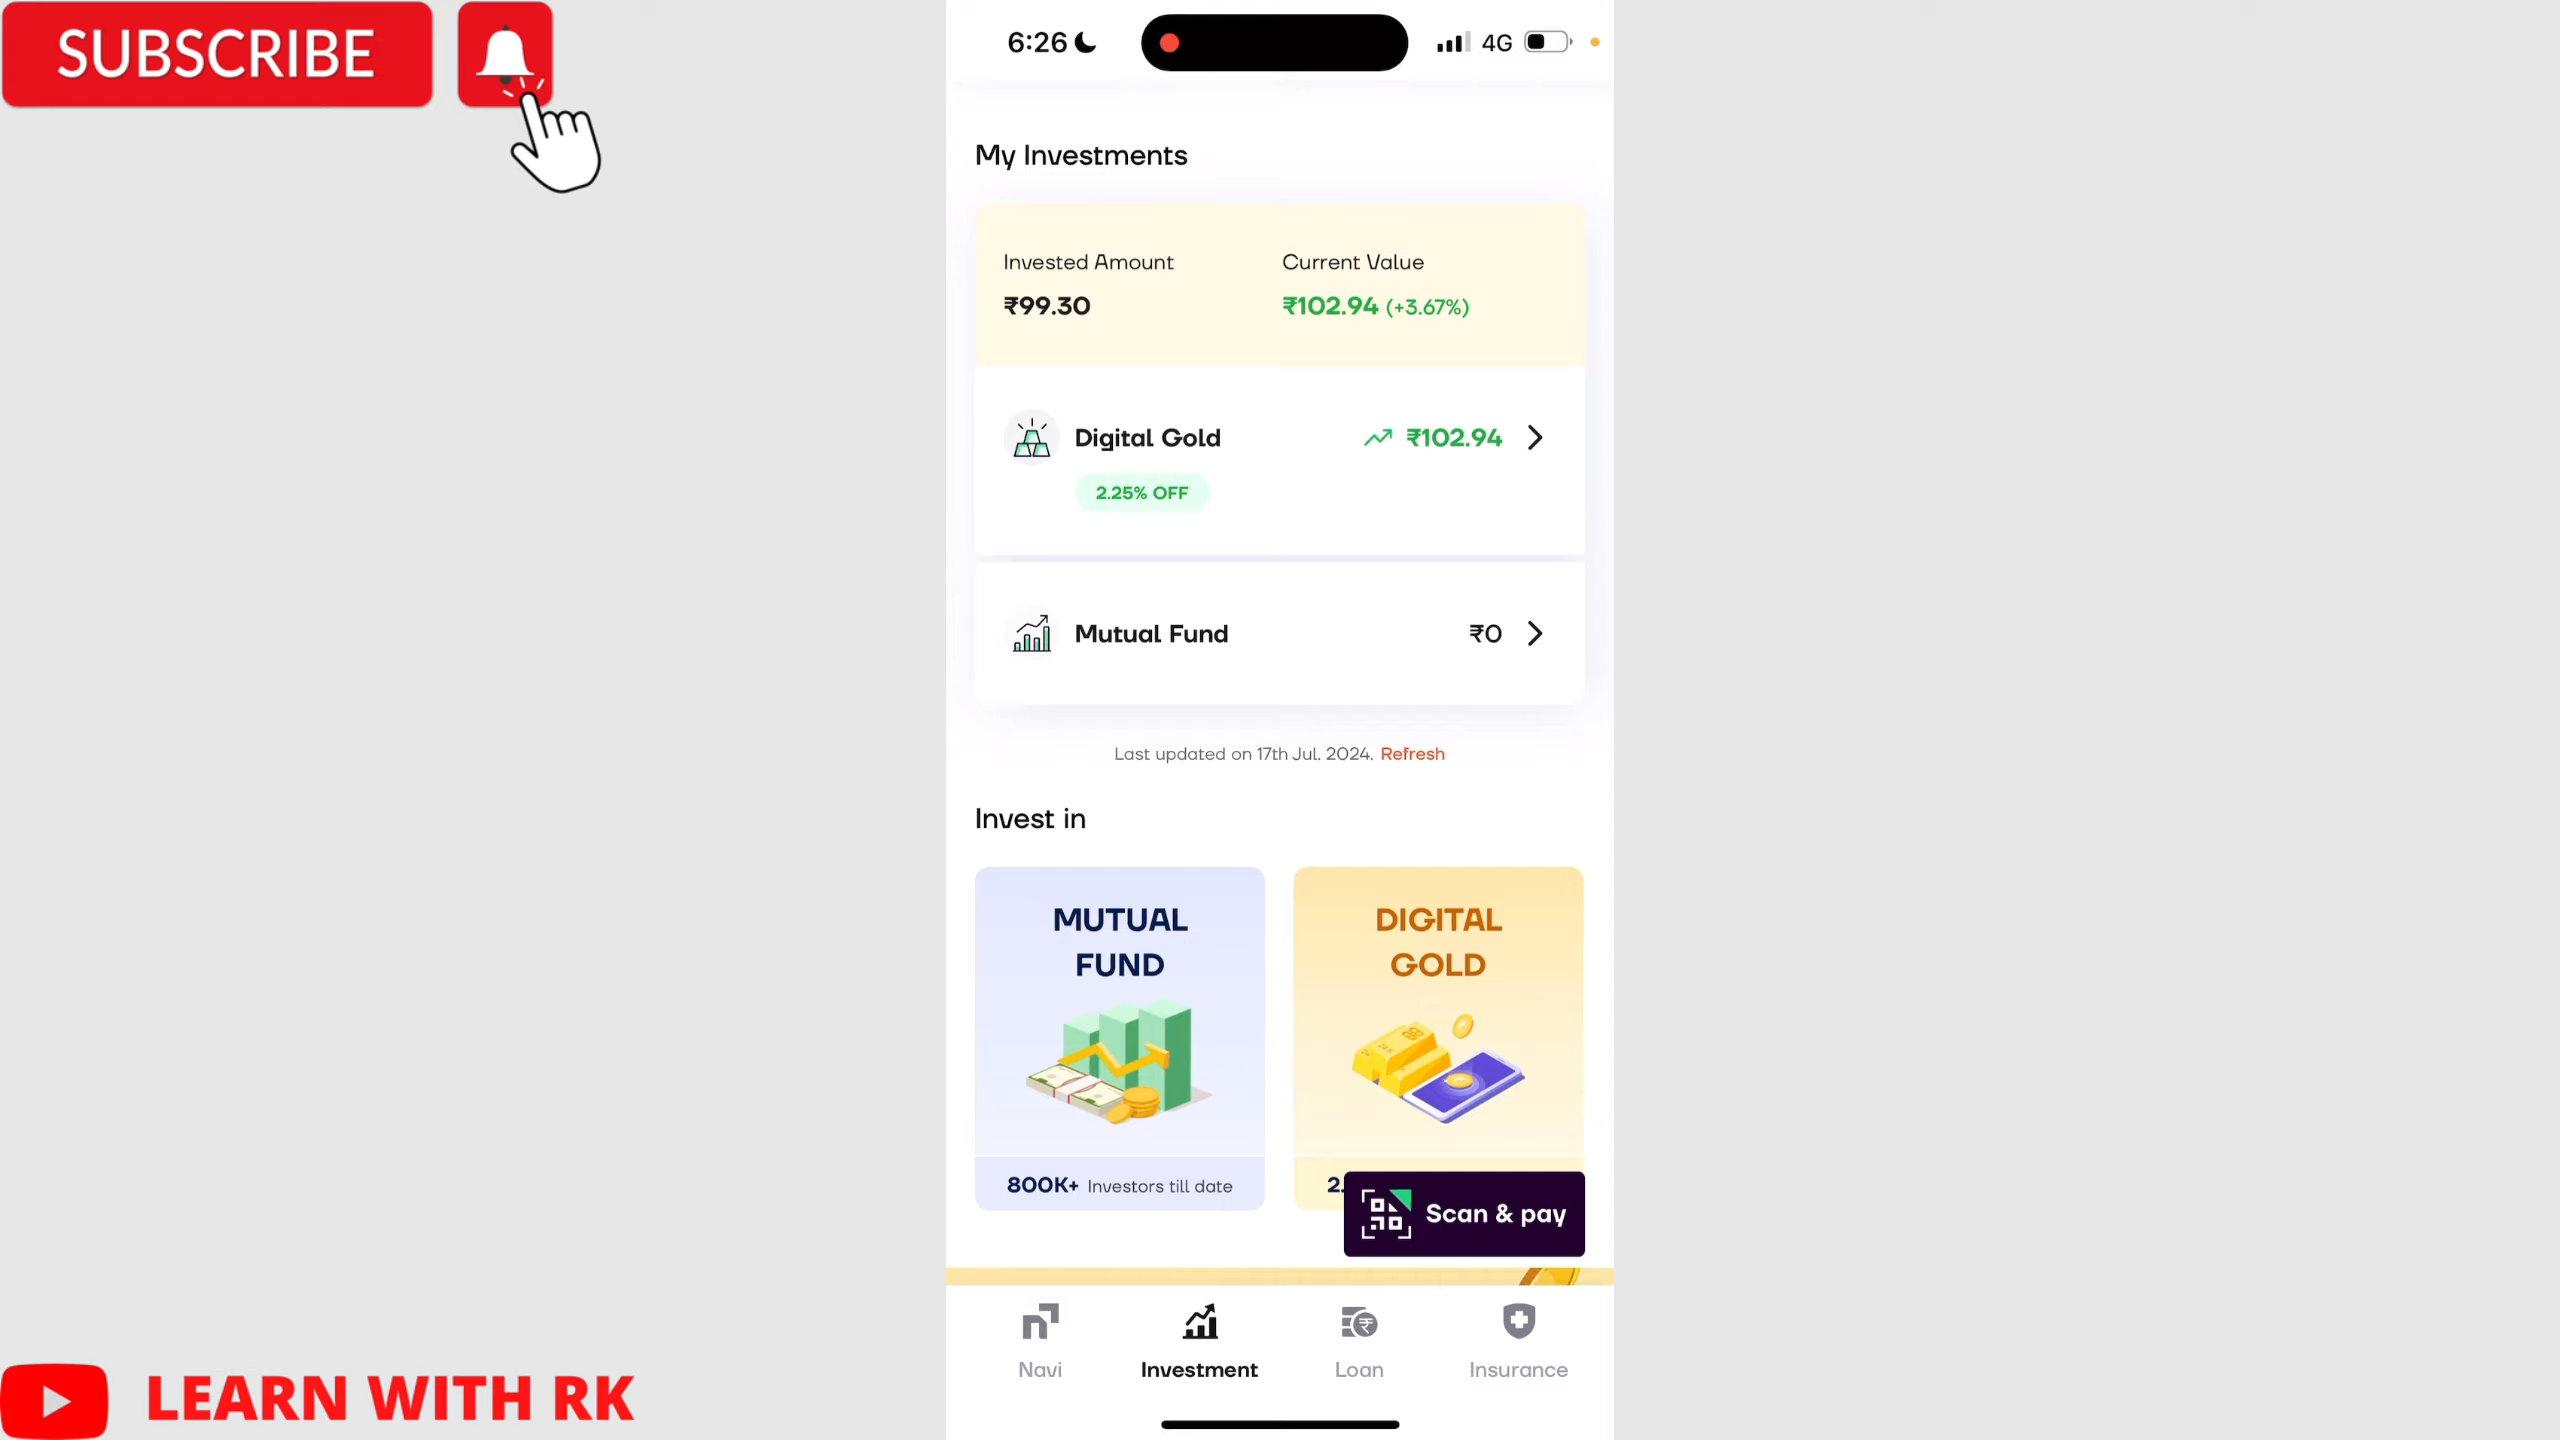 SUBSCRIBE
6:26
4G
My Investments
Invested Amount
Current Value
₹99.30
₹102.94 (+3.67%)
Digital Gold
₹102.94
2.25% OFF
Mutual Fund
₹0
Last updated on 17th Jul. 2024. Refresh
Invest in
MUTUAL
FUND
DIGITAL
GOLD
800K+ Investors till date
2.
Scan & pay
Navi
Investment
Loan
Insurance
LEARN WITH RK